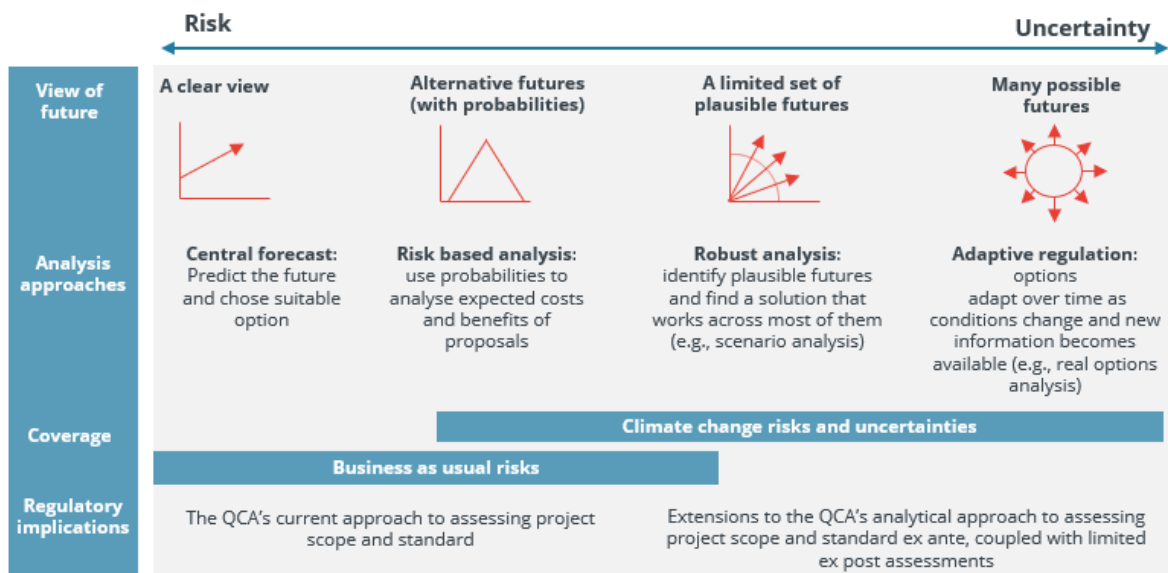 Risk
Uncertainty
View of
future
A clear view
Alternative futures
(with probabilities)
A limited set of
plausible futures
Many possible
futures
Analysis
approaches
Central forecast:
Predict the future
and chose suitable
option
Risk based analysis:
use probabilities to
analyse expected costs
and benefits of
proposals
Robust analysis:
identify plausible futures
and find a solution that
works across most of them
(e.g., scenario analysis)
Adaptive regulation:
options
adapt over time as
conditions change and new
information becomes
available (e.g., real options
analysis)
Coverage
Climate change risks and uncertainties
Business as usual risks
Regulatory
implications
The QCA's current approach to assessing project
scope and standard
Extensions to the QCA's analytical approach to assessing
project scope and standard ex ante, coupled with limited
ex post assessments